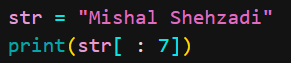 str = "Mishal Shehzadi"
print(str[ : 7])